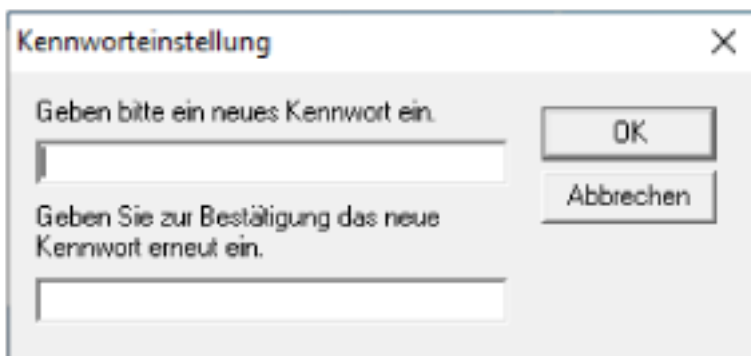 Kennworteinstellung
Geben bitte ein neues Kennwort ein.
OK
Abbrechen
Geben Sie zur Bestätigung das neue
Kennwort erneut ein.